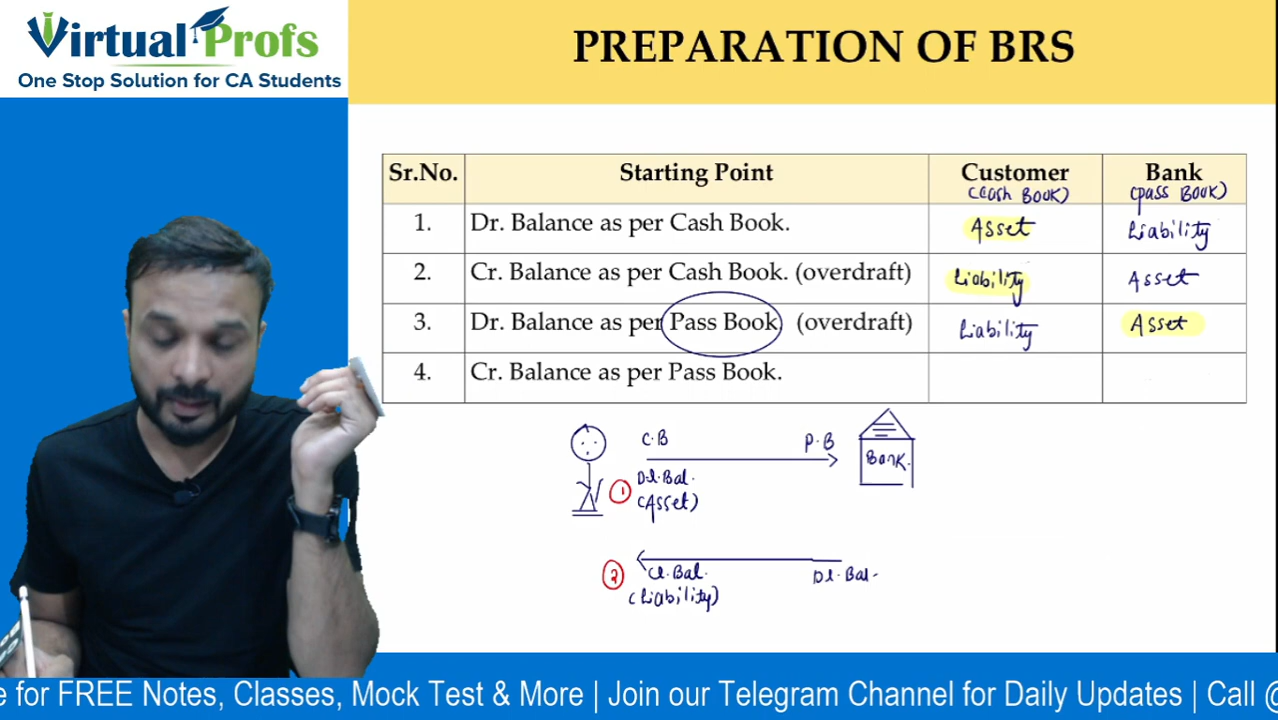 Virtual Profs
One Stop Solution for CA Students
PREPARATION OF BRS
Sr.No. Starting Point Customer Bank
(Cash Book) (Pass Book)
1. Dr. Balance as per Cash Book. Asset Liability
2. Cr. Balance as per Cash Book. (overdraft) Liability Asset
3. Dr. Balance as per Pass Book (overdraft) Liability Asset
4. Cr. Balance as per Pass Book.
C.B P.B
Bank.
1 Dr. Bal.
(Asset)
2 Cr. Bal. Dr. Bal.
(Liability)
e for FREE Notes, Classes, Mock Test & More | Join our Telegram Channel for Daily Updates | Call @